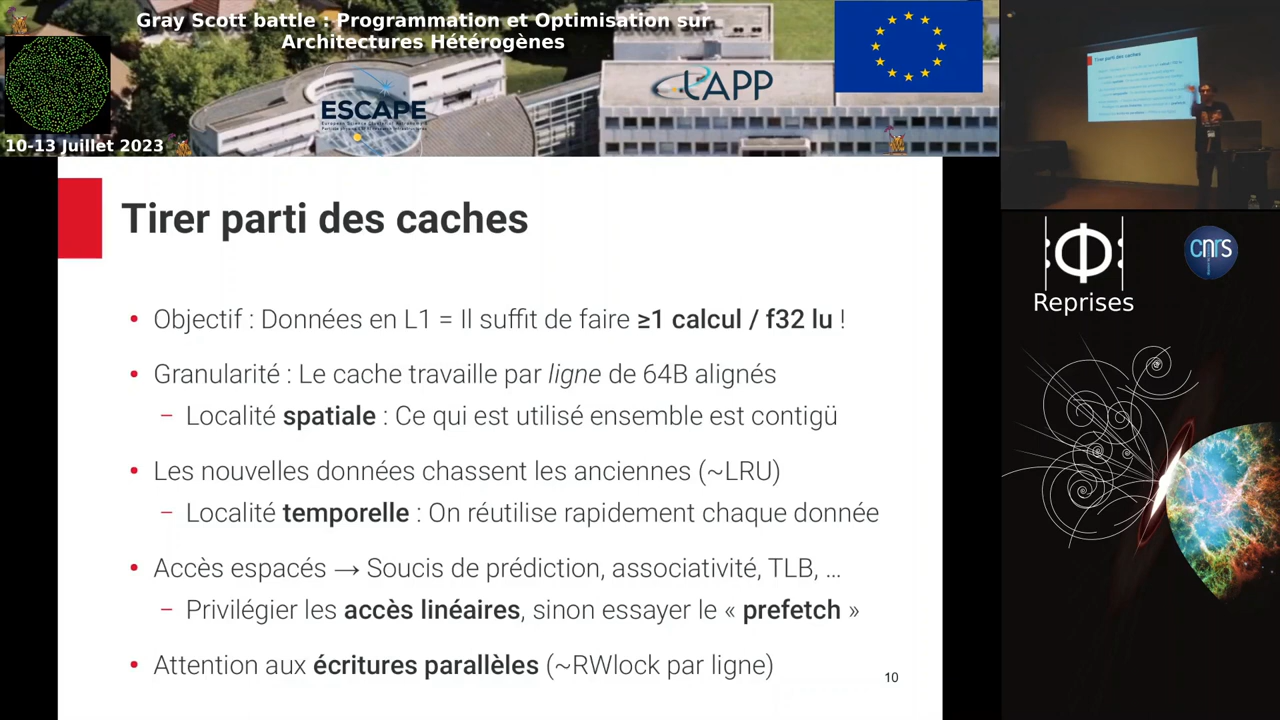 Gray Scott battle : Programmation et Optimisation sur
Architectures Hétérogènes
ESCAPE
LAPP
10-13 Juillet 2023
Tirer parti des caches
• Objectif : Données en L1 = Il suffit de faire ≥1 calcul / f32 lu !
• Granularité : Le cache travaille par ligne de 64B alignés
– Localité spatiale : Ce qui est utilisé ensemble est contigü
• Les nouvelles données chassent les anciennes (~LRU)
– Localité temporelle : On réutilise rapidement chaque donnée
• Accès espacés → Soucis de prédiction, associativité, TLB, ...
– Privilégier les accès linéaires, sinon essayer le « prefetch »
• Attention aux écritures parallèles (~RWlock par ligne)
10
Tirer parti des caches
Φ
Reprises
cnrs